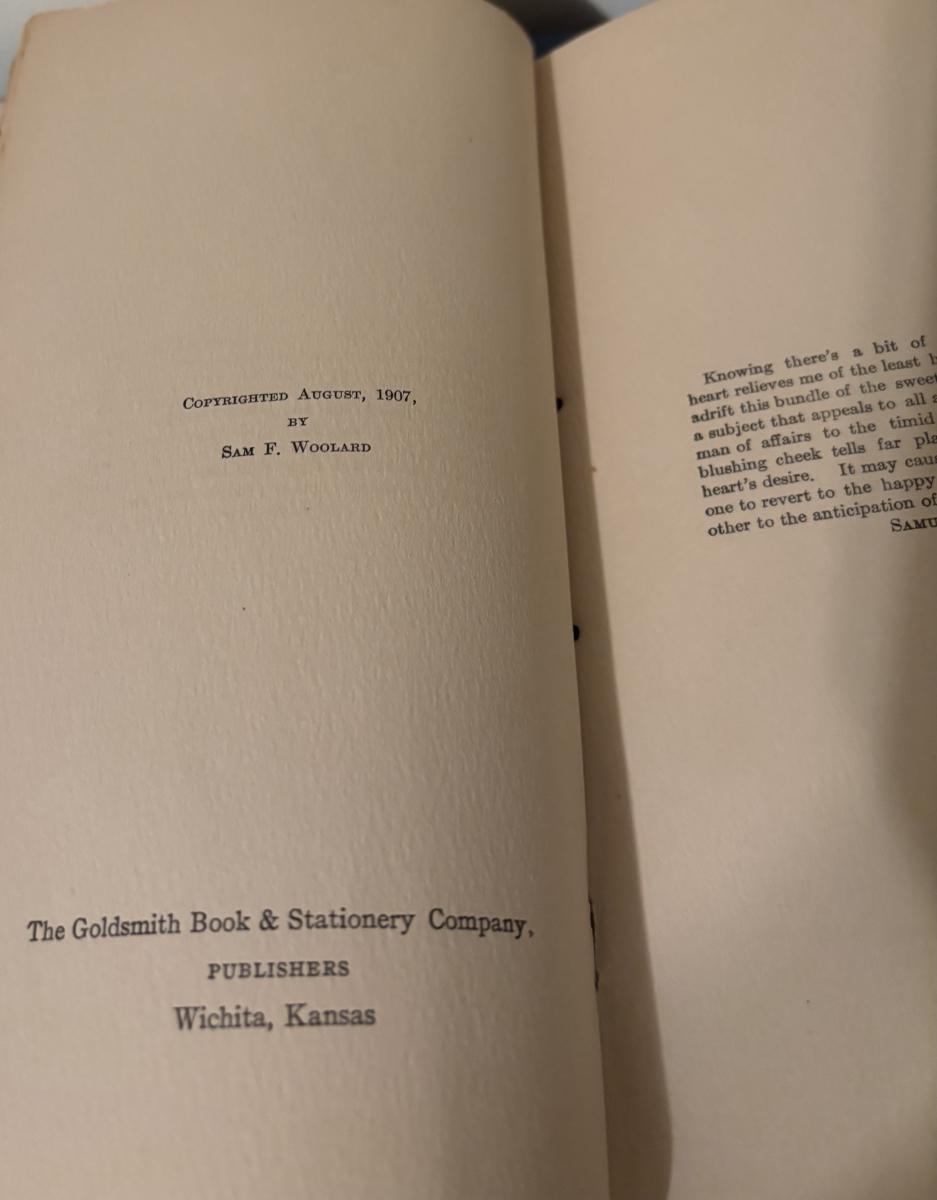 COPYRIGHTED AUGUST, 1907,
BY
SAM F. WOOLARD
The Goldsmith Book & Stationery Company,
PUBLISHERS
Wichita, Kansas
Knowing there's a bit of
heart relieves me of the least
adrift this bundle of the sweet
a subject that appeals to all
man of affairs to the timid
blushing cheek tells far
heart's desire. It may
one to revert to the happy
other to the anticipation of